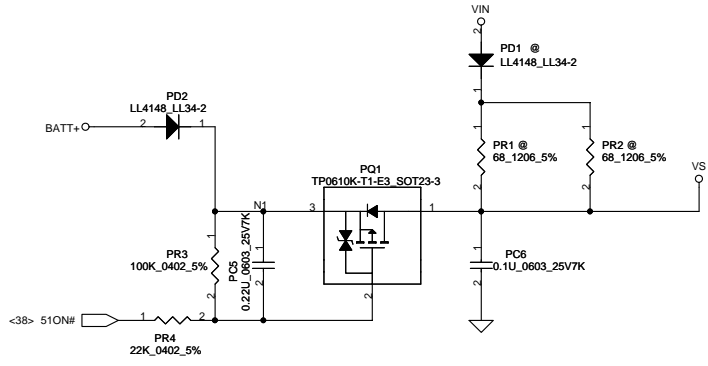 VIN
2
PD1 @
LL4148_LL34-2
1
PD2
LL4148_LL34-2
BATT+
2
1
1
PR1 @
68_1206_5%
2
1
PR2 @
68_1206_5%
2
VS
PQ1
TP0610K-T1-E3_SOT23-3
N1
3
1
2
1
PR3
100K_0402_5%
2
1
PC5
0.22U_0603_25V7K
2
1
PC6
0.1U_0603_25V7K
2
<38> 51ON#
1
2
PR4
22K_0402_5%